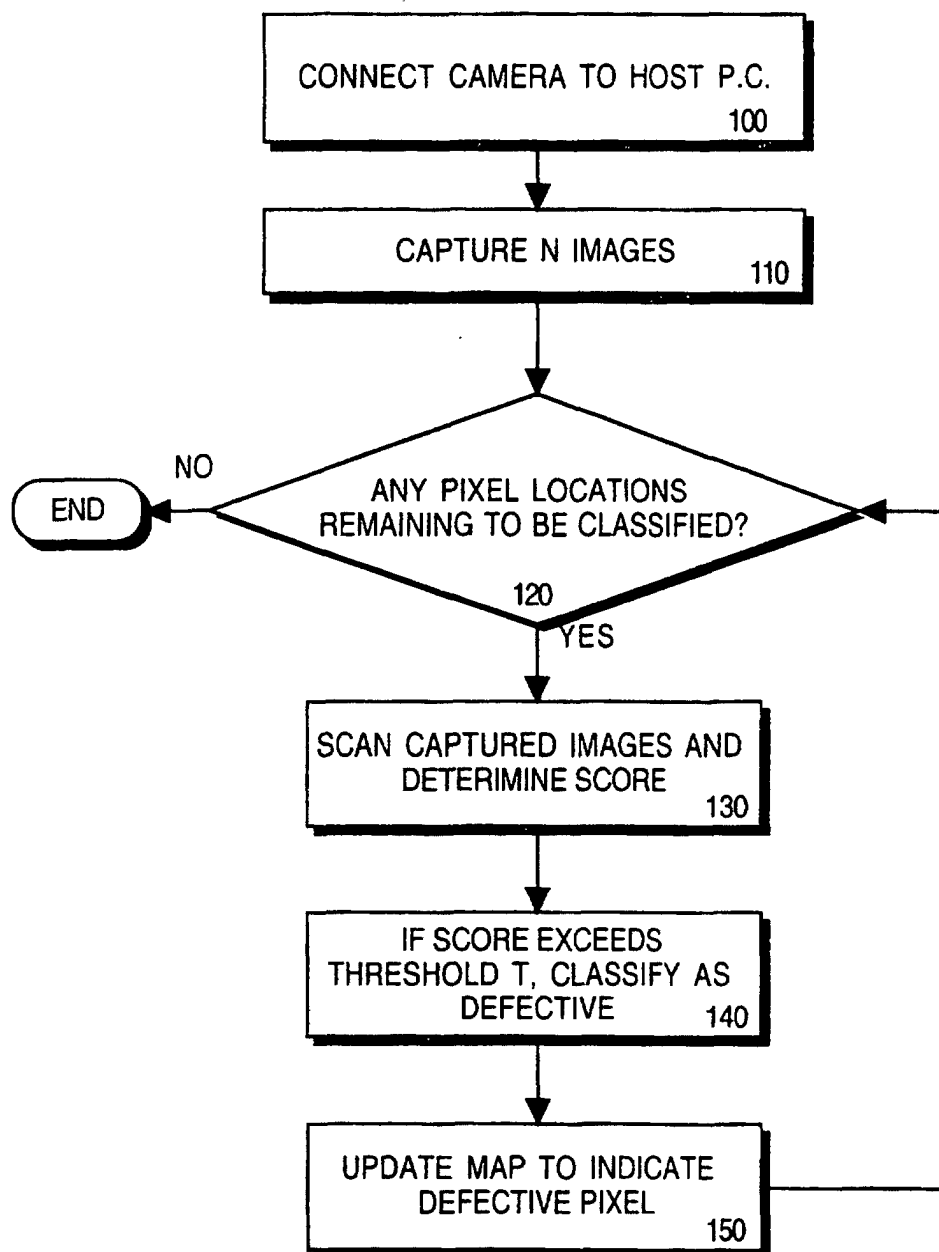 CONNECT CAMERA TO HOST P.C.
100
CAPTURE N IMAGES
110
NO
END
ANY PIXEL LOCATIONS
REMAINING TO BE CLASSIFIED?
120
YES
SCAN CAPTURED IMAGES AND
DETERIMINE SCORE
130
IF SCORE EXCEEDS
THRESHOLD T, CLASSIFY AS
DEFECTIVE
140
UPDATE MAP TO INDICATE
DEFECTIVE PIXEL
150